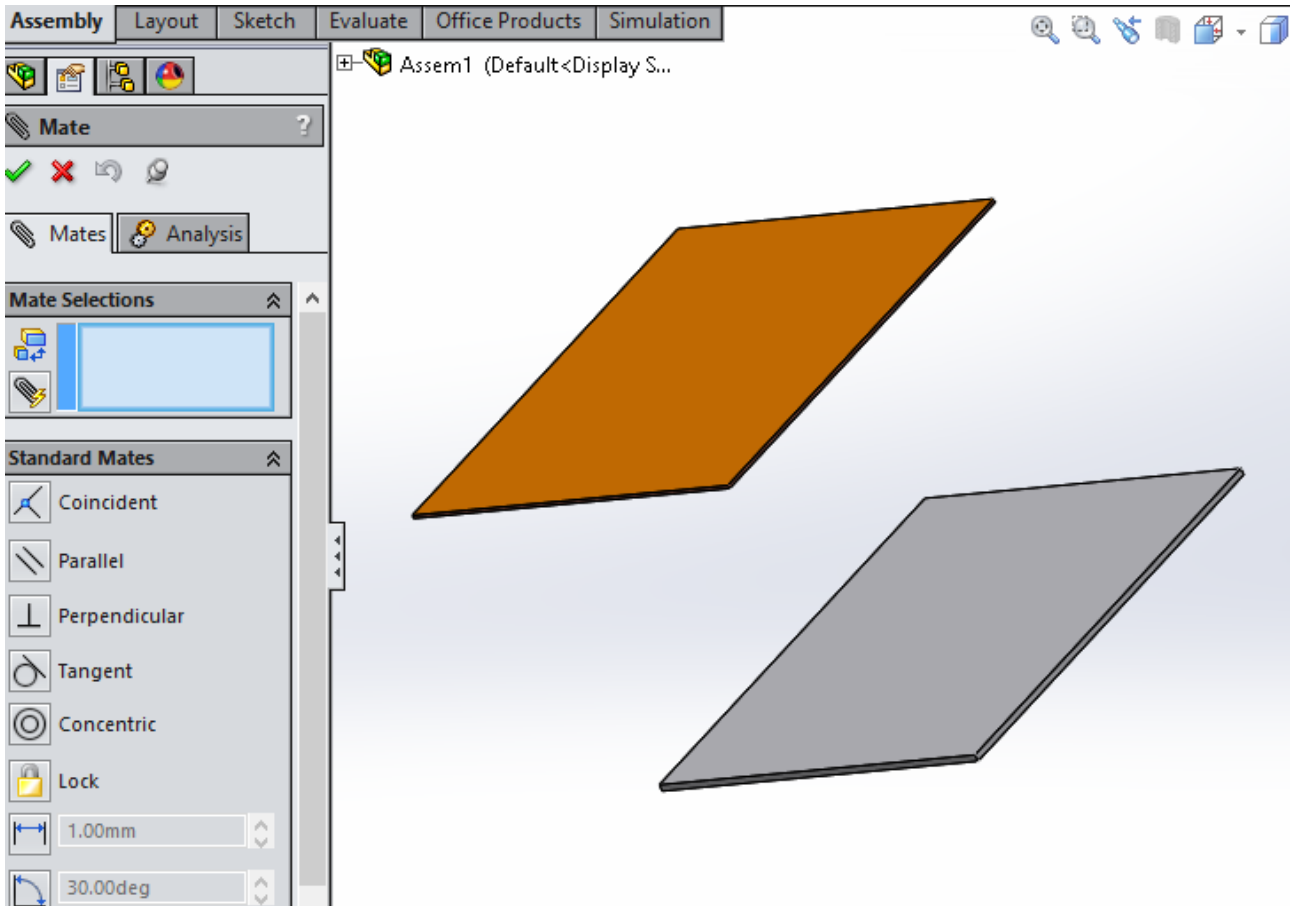 Assembly Layout Sketch Evaluate Office Products Simulation
Assem1 (Default<Display S...
Mate ?
Mates Analysis
Mate Selections
Standard Mates
Coincident
Parallel
Perpendicular
Tangent
Concentric
Lock
1.00mm
30.00deg